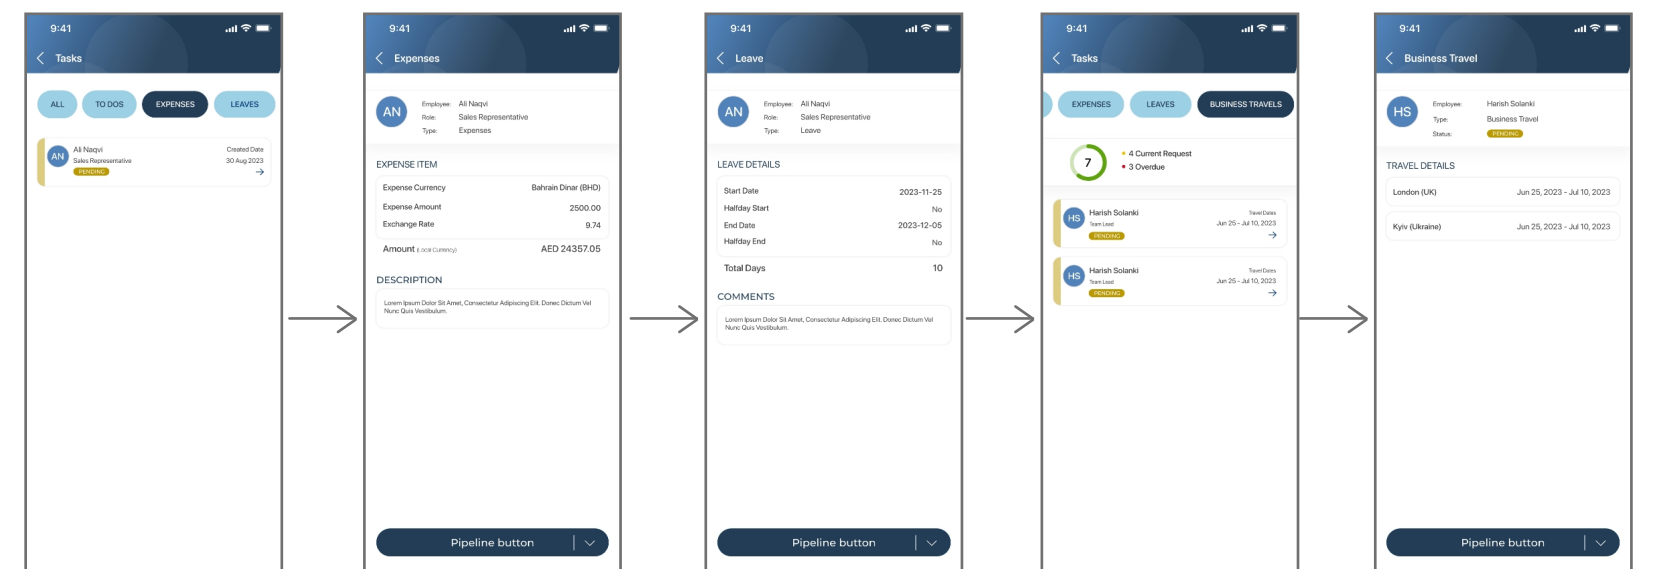 9:41
Tasks
ALL TO DOS EXPENSES LEAVES
AN
Ali Naqvi
Sales Representative
PENDING
Created Date
30 Aug 2023
9:41
Expenses
AN
Employee: Ali Naqvi
Role: Sales Representative
Type: Expenses
EXPENSE ITEM
Expense Currency Bahrain Dinar (BHD)
Expense Amount 2500.00
Exchange Rate 9.74
Amount (Local Currency) AED 24357.05
DESCRIPTION
Lorem Ipsum Dolor Sit Amet, Consectetur Adipiscing Elit. Donec Dictum Vel
Nunc Quis Vestibulum.
Pipeline button
9:41
Leave
AN
Employee: Ali Naqvi
Role: Sales Representative
Type: Leave
LEAVE DETAILS
Start Date 2023-11-25
Halfday Start No
End Date 2023-12-05
Halfday End No
Total Days 10
COMMENTS
Lorem Ipsum Dolor Sit Amet, Consectetur Adipiscing Elit. Donec Dictum Vel
Nunc Quis Vestibulum.
Pipeline button
9:41
Tasks
EXPENSES LEAVES BUSINESS TRAVELS
7
4 Current Request
3 Overdue
HS
Harish Solanki
Team Lead
PENDING
Travel Dates
Jun 25 - Jul 10, 2023
HS
Harish Solanki
Team Lead
PENDING
Travel Dates
Jun 25 - Jul 10, 2023
9:41
Business Travel
HS
Employee: Harish Solanki
Type: Business Travel
Status: PENDING
TRAVEL DETAILS
London (UK) Jun 25, 2023 - Jul 10, 2023
Kyiv (Ukraine) Jun 25, 2023 - Jul 10, 2023
Pipeline button